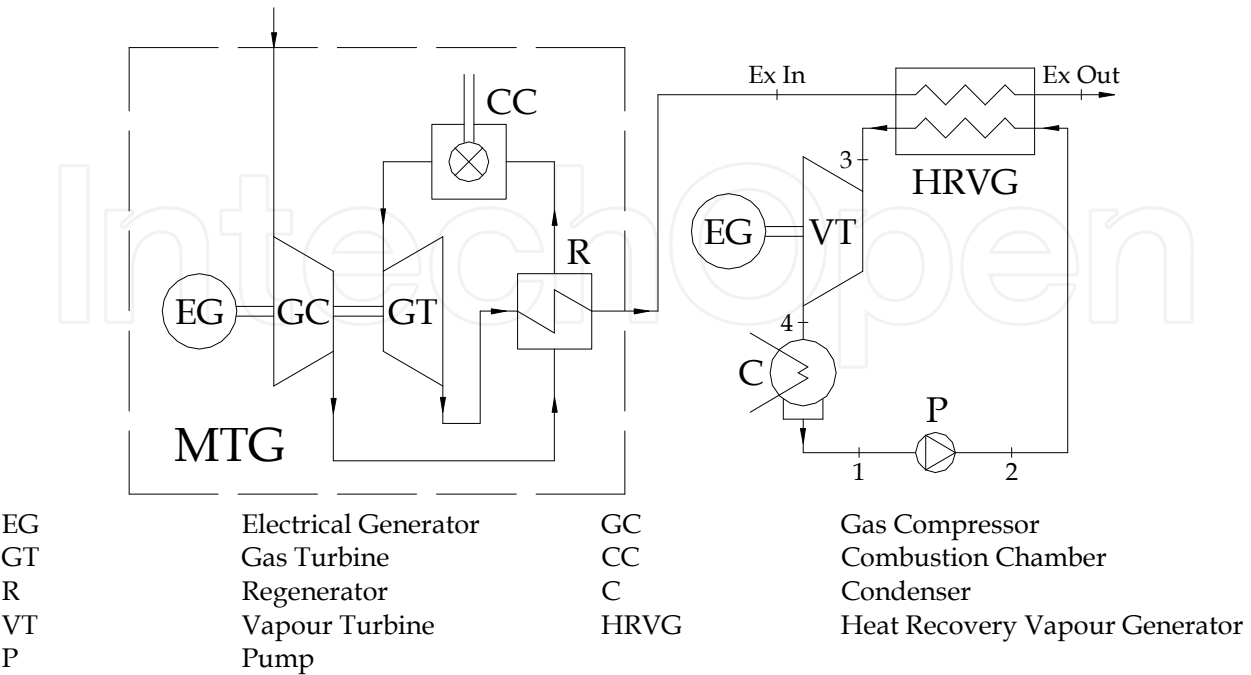 Ex In
Ex Out
CC
3
HRVG
EG
VT
R
EG
GC
GT
4
C
P
MTG
1
2
IntechOpen
EG Electrical Generator GC Gas Compressor
GT Gas Turbine CC Combustion Chamber
R Regenerator C Condenser
VT Vapour Turbine HRVG Heat Recovery Vapour Generator
P Pump